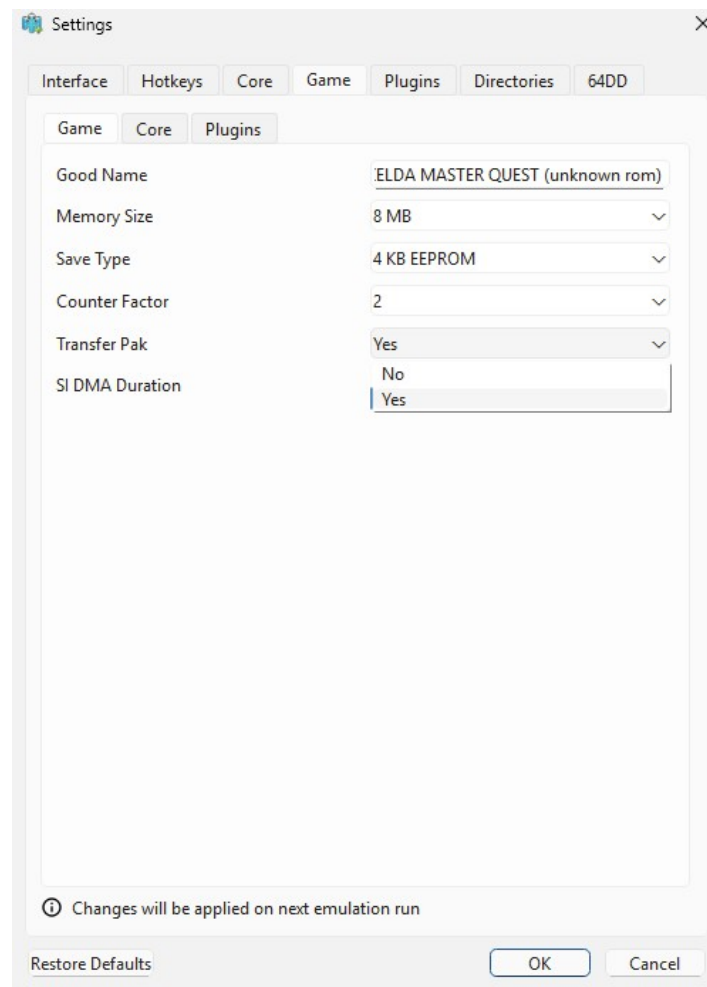 Settings
Interface Hotkeys Core Game Plugins Directories 64DD
Game Core Plugins
Good Name ELDA MASTER QUEST (unknown rom)
Memory Size 8 MB
Save Type 4 KB EEPROM
Counter Factor 2
Transfer Pak Yes
No
SI DMA Duration
Yes
Changes will be applied on next emulation run
Restore Defaults OK Cancel